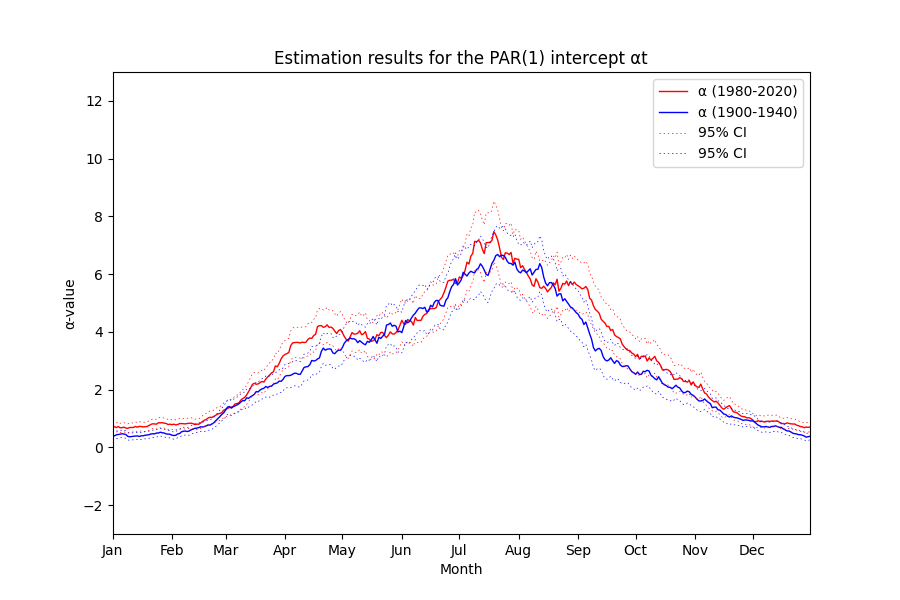 Estimation results for the PAR(1) intercept αt
α (1980-2020)
α (1900-1940)
95% CI
95% CI
12
10
8
6
4
2
0
−2
α-value
Jan Feb Mar Apr May Jun Jul Aug Sep Oct Nov Dec
Month